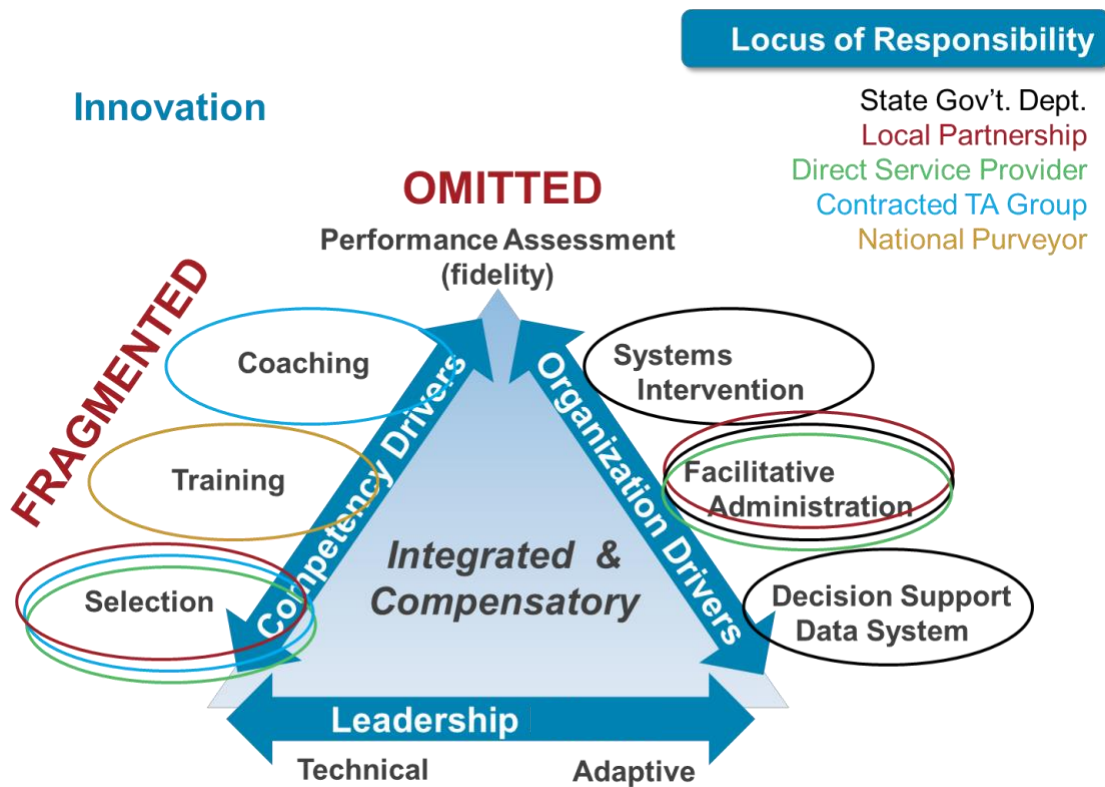 Locus of Responsibility
Innovation
State Gov’t. Dept.
Local Partnership
Direct Service Provider
Contracted TA Group
National Purveyor
OMITTED
Performance Assessment
(fidelity)
FRAGMENTED
Coaching
Training
Selection
Competency Drivers
Organization Drivers
Systems
Intervention
Facilitative
Administration
Decision Support
Data System
Integrated &
Compensatory
Leadership
Technical
Adaptive